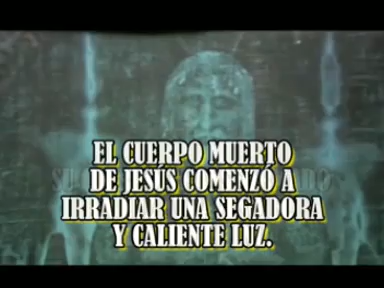 EL CUERPO MUERTO
DE JESÚS COMENZÓ A
IRRADIAR UNA SEGADORA
Y CALIENTE LUZ.